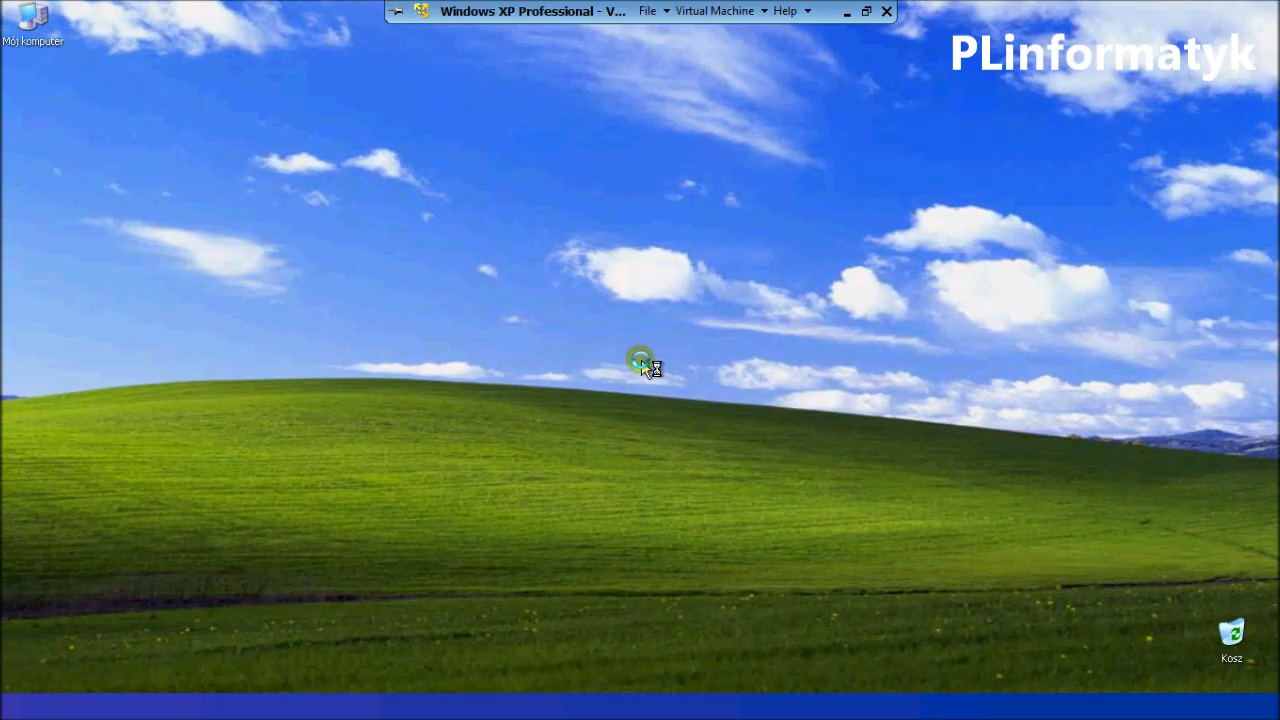 Windows XP Professional - V... File Virtual Machine Help
Mój komputer
PLinformatyk
Kosz